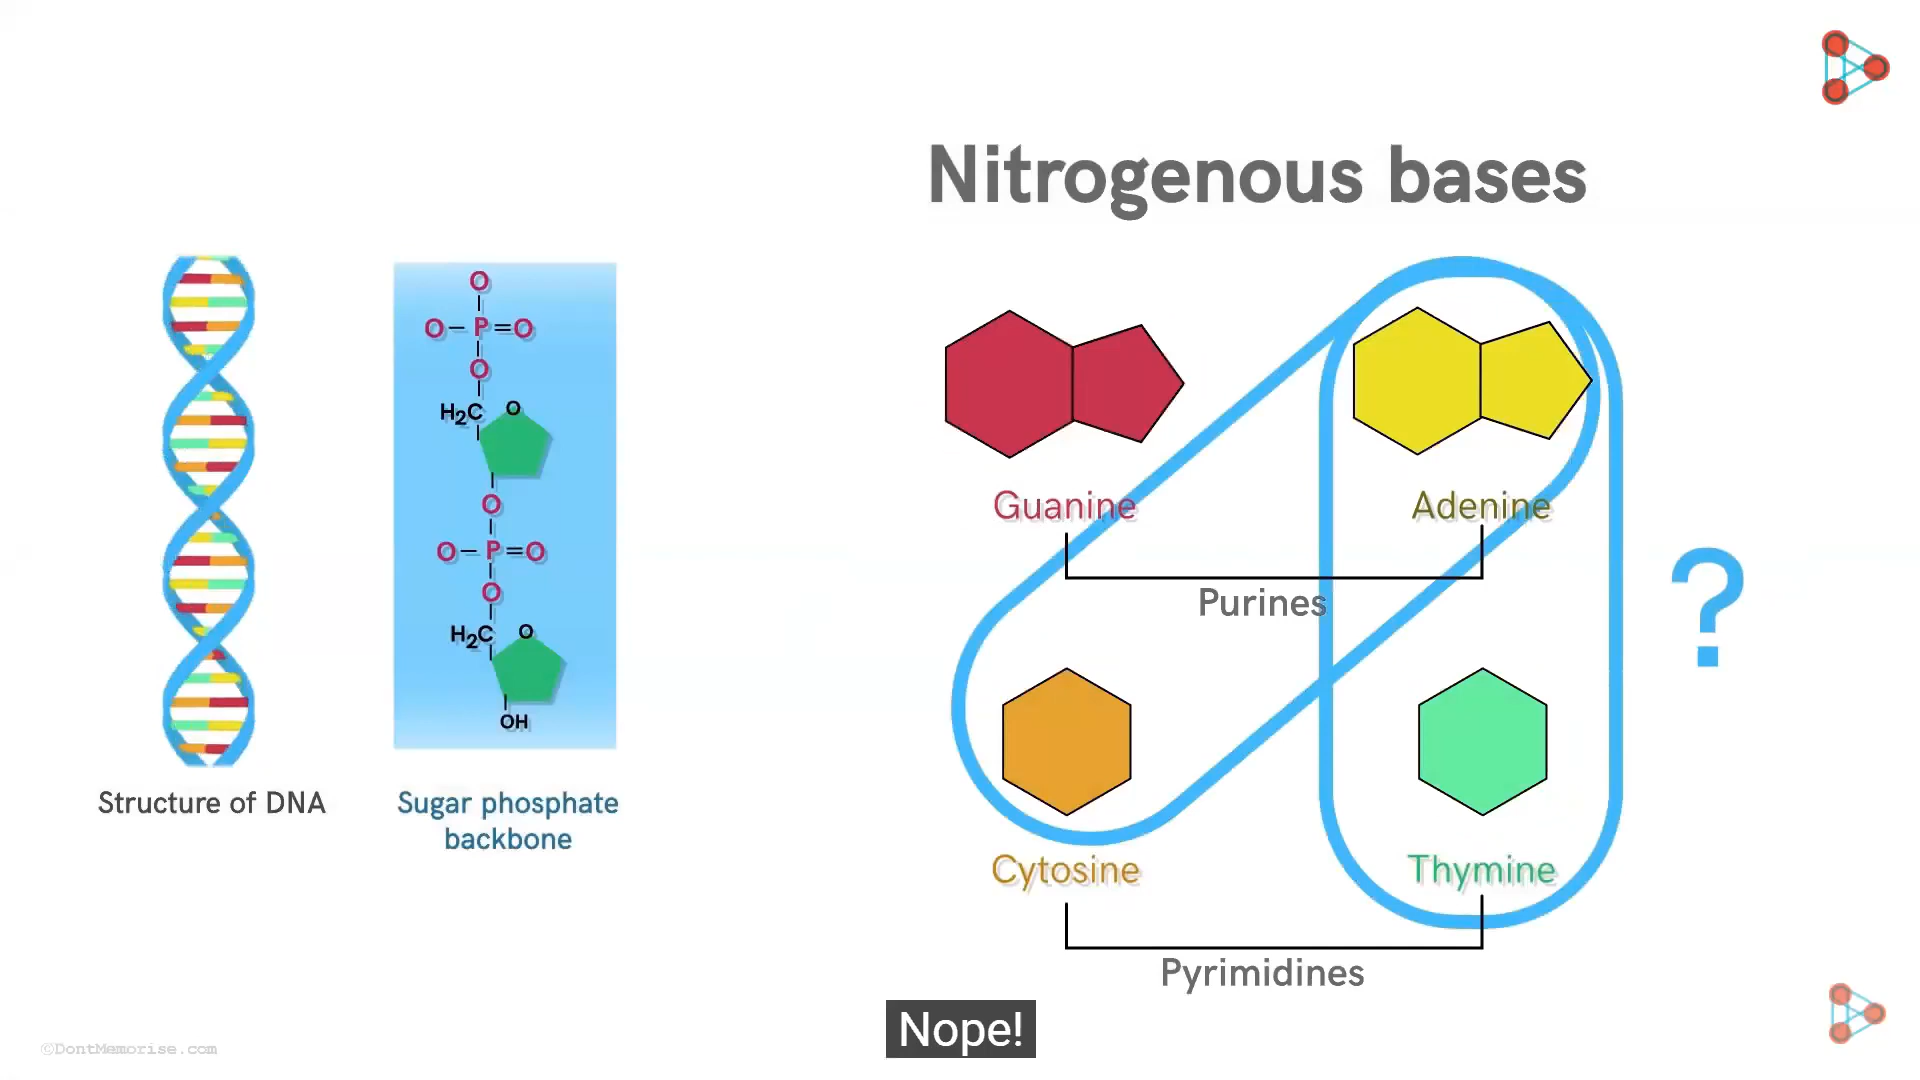 Nitrogenous bases
O
O–P=O
O
H₂C O
O
O–P=O
O
H₂C O
OH
Structure of DNA
Sugar phosphate
backbone
Guanine
Adenine
Purines
?
Cytosine
Thymine
Pyrimidines
Nope!
©DontMemorise.com